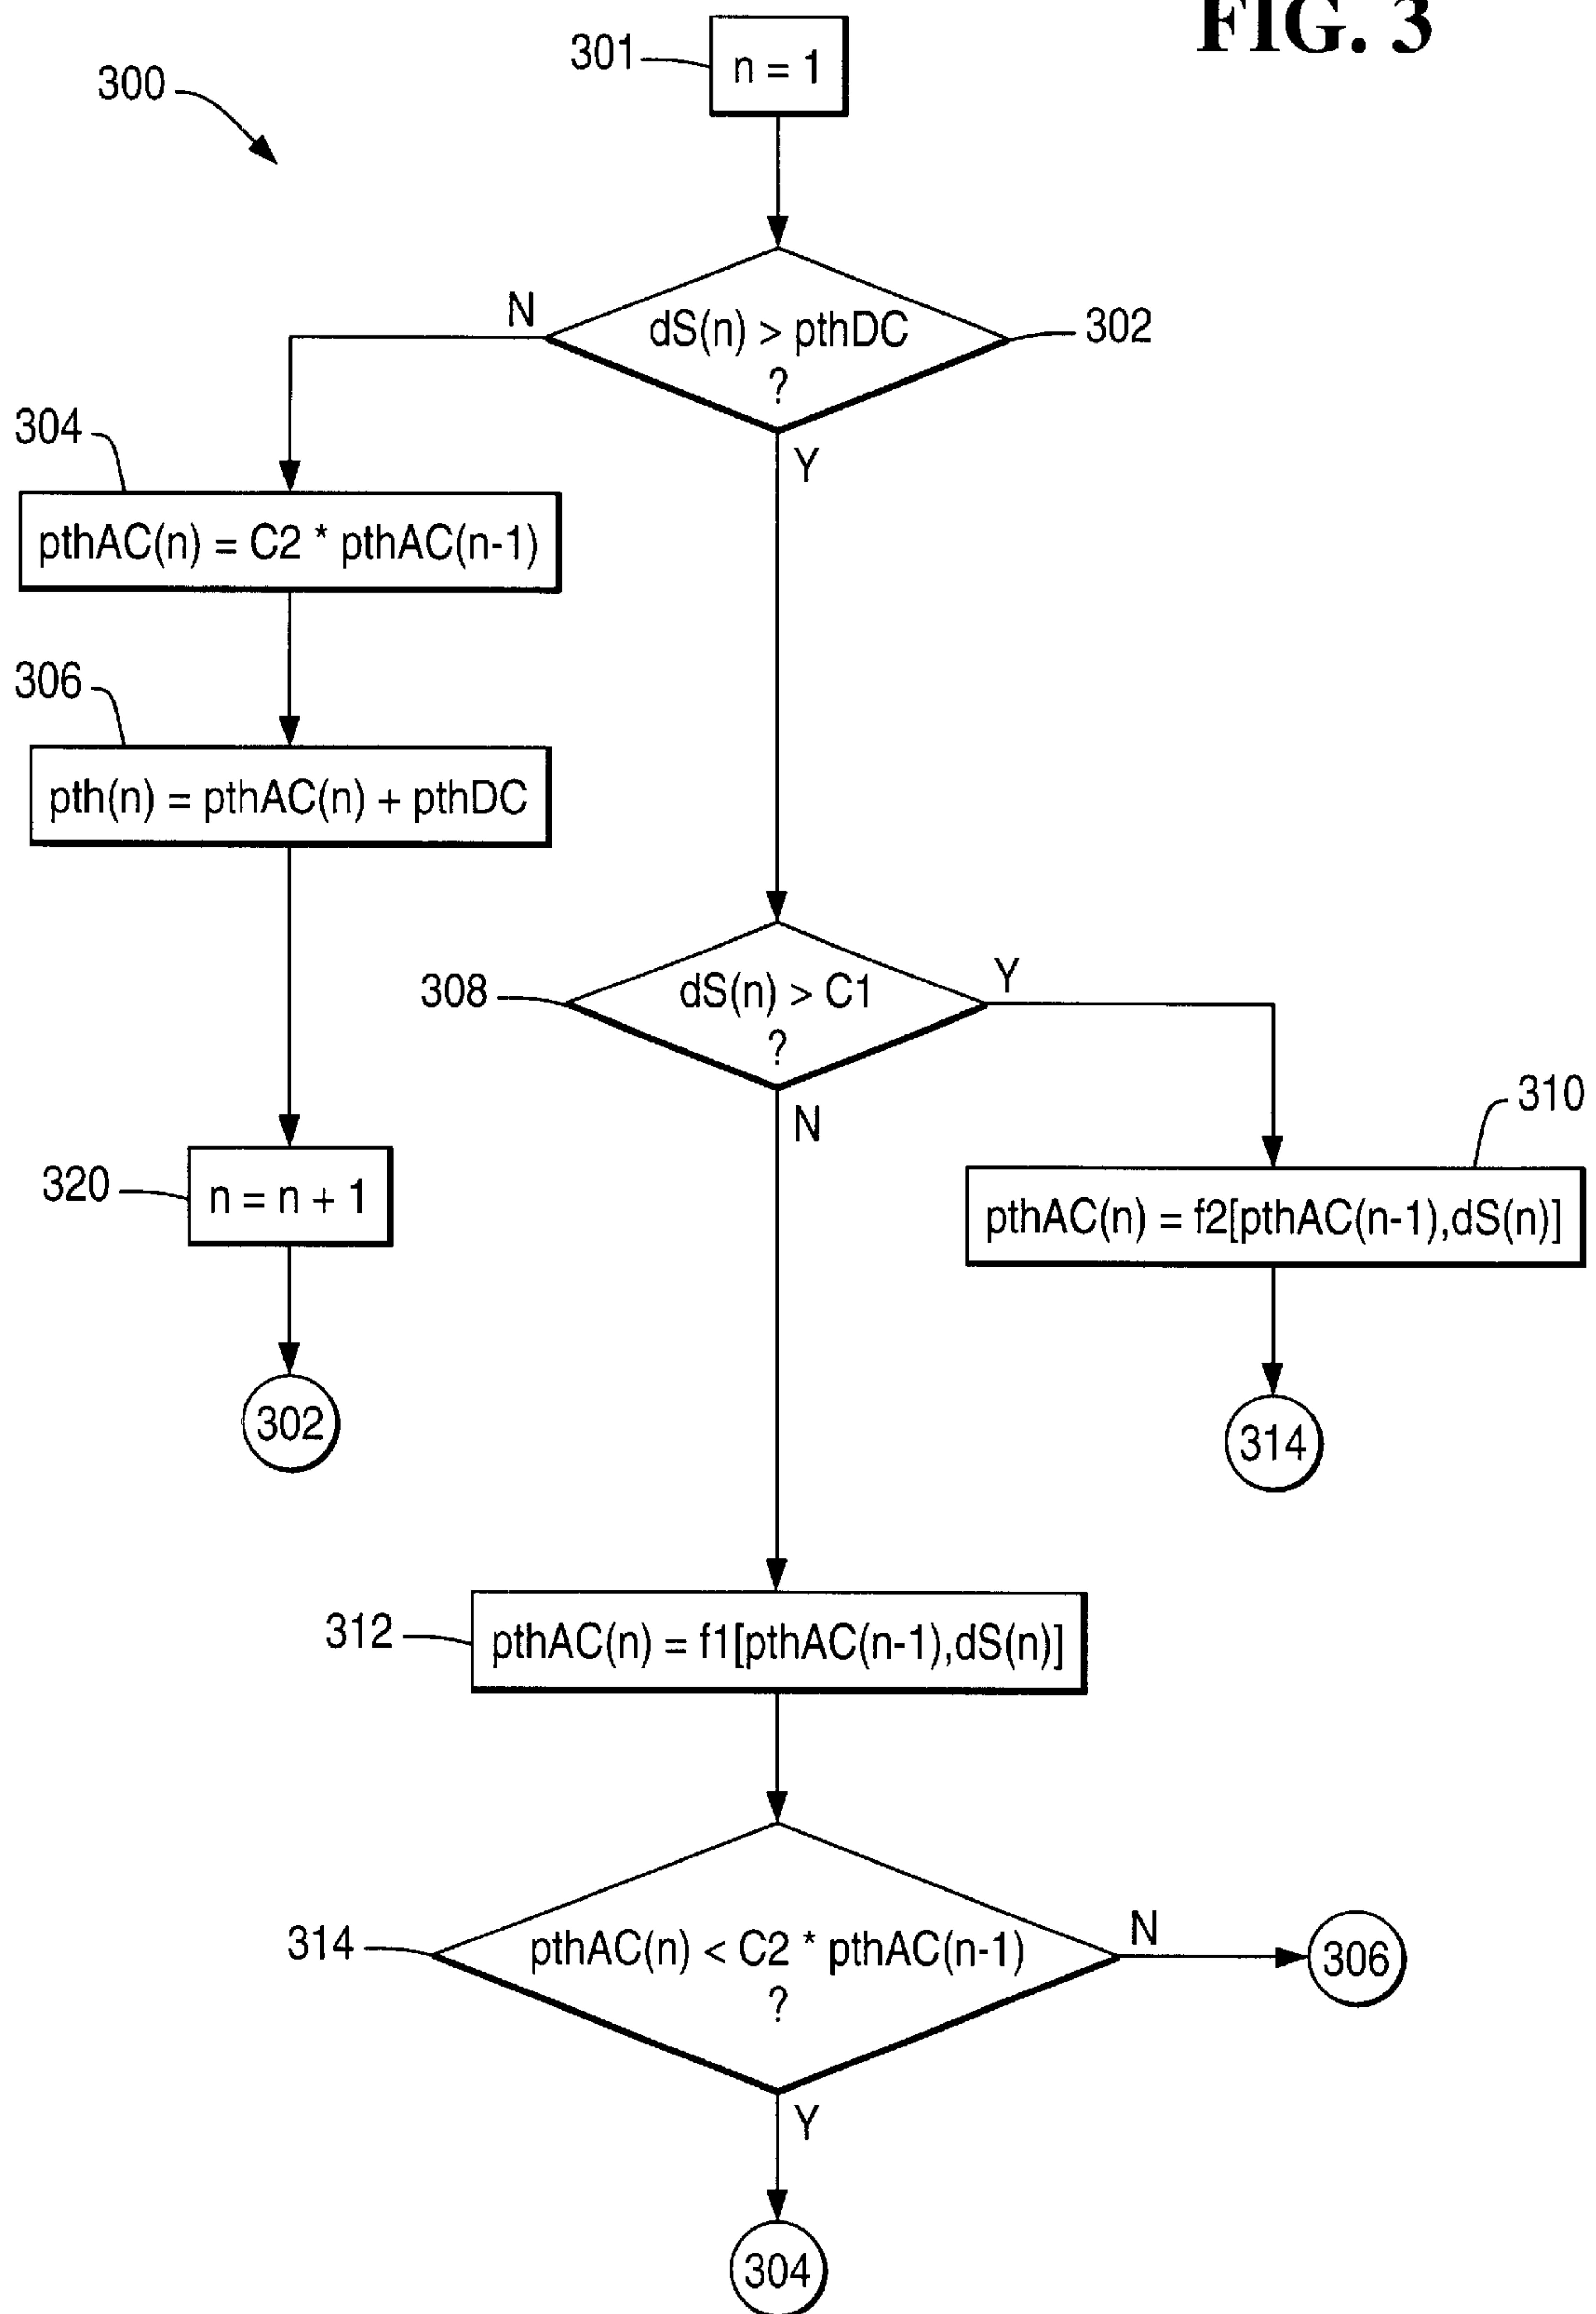 FIG. 3
301
n = 1
300
N
dS(n) > pthDC
?
302
Y
304
pthAC(n) = C2 * pthAC(n-1)
306
pth(n) = pthAC(n) + pthDC
308
dS(n) > C1
?
Y
N
310
pthAC(n) = f2[pthAC(n-1),dS(n)]
320
n = n + 1
302
314
312
pthAC(n) = f1[pthAC(n-1),dS(n)]
314
pthAC(n) < C2 * pthAC(n-1)
?
N
306
Y
304